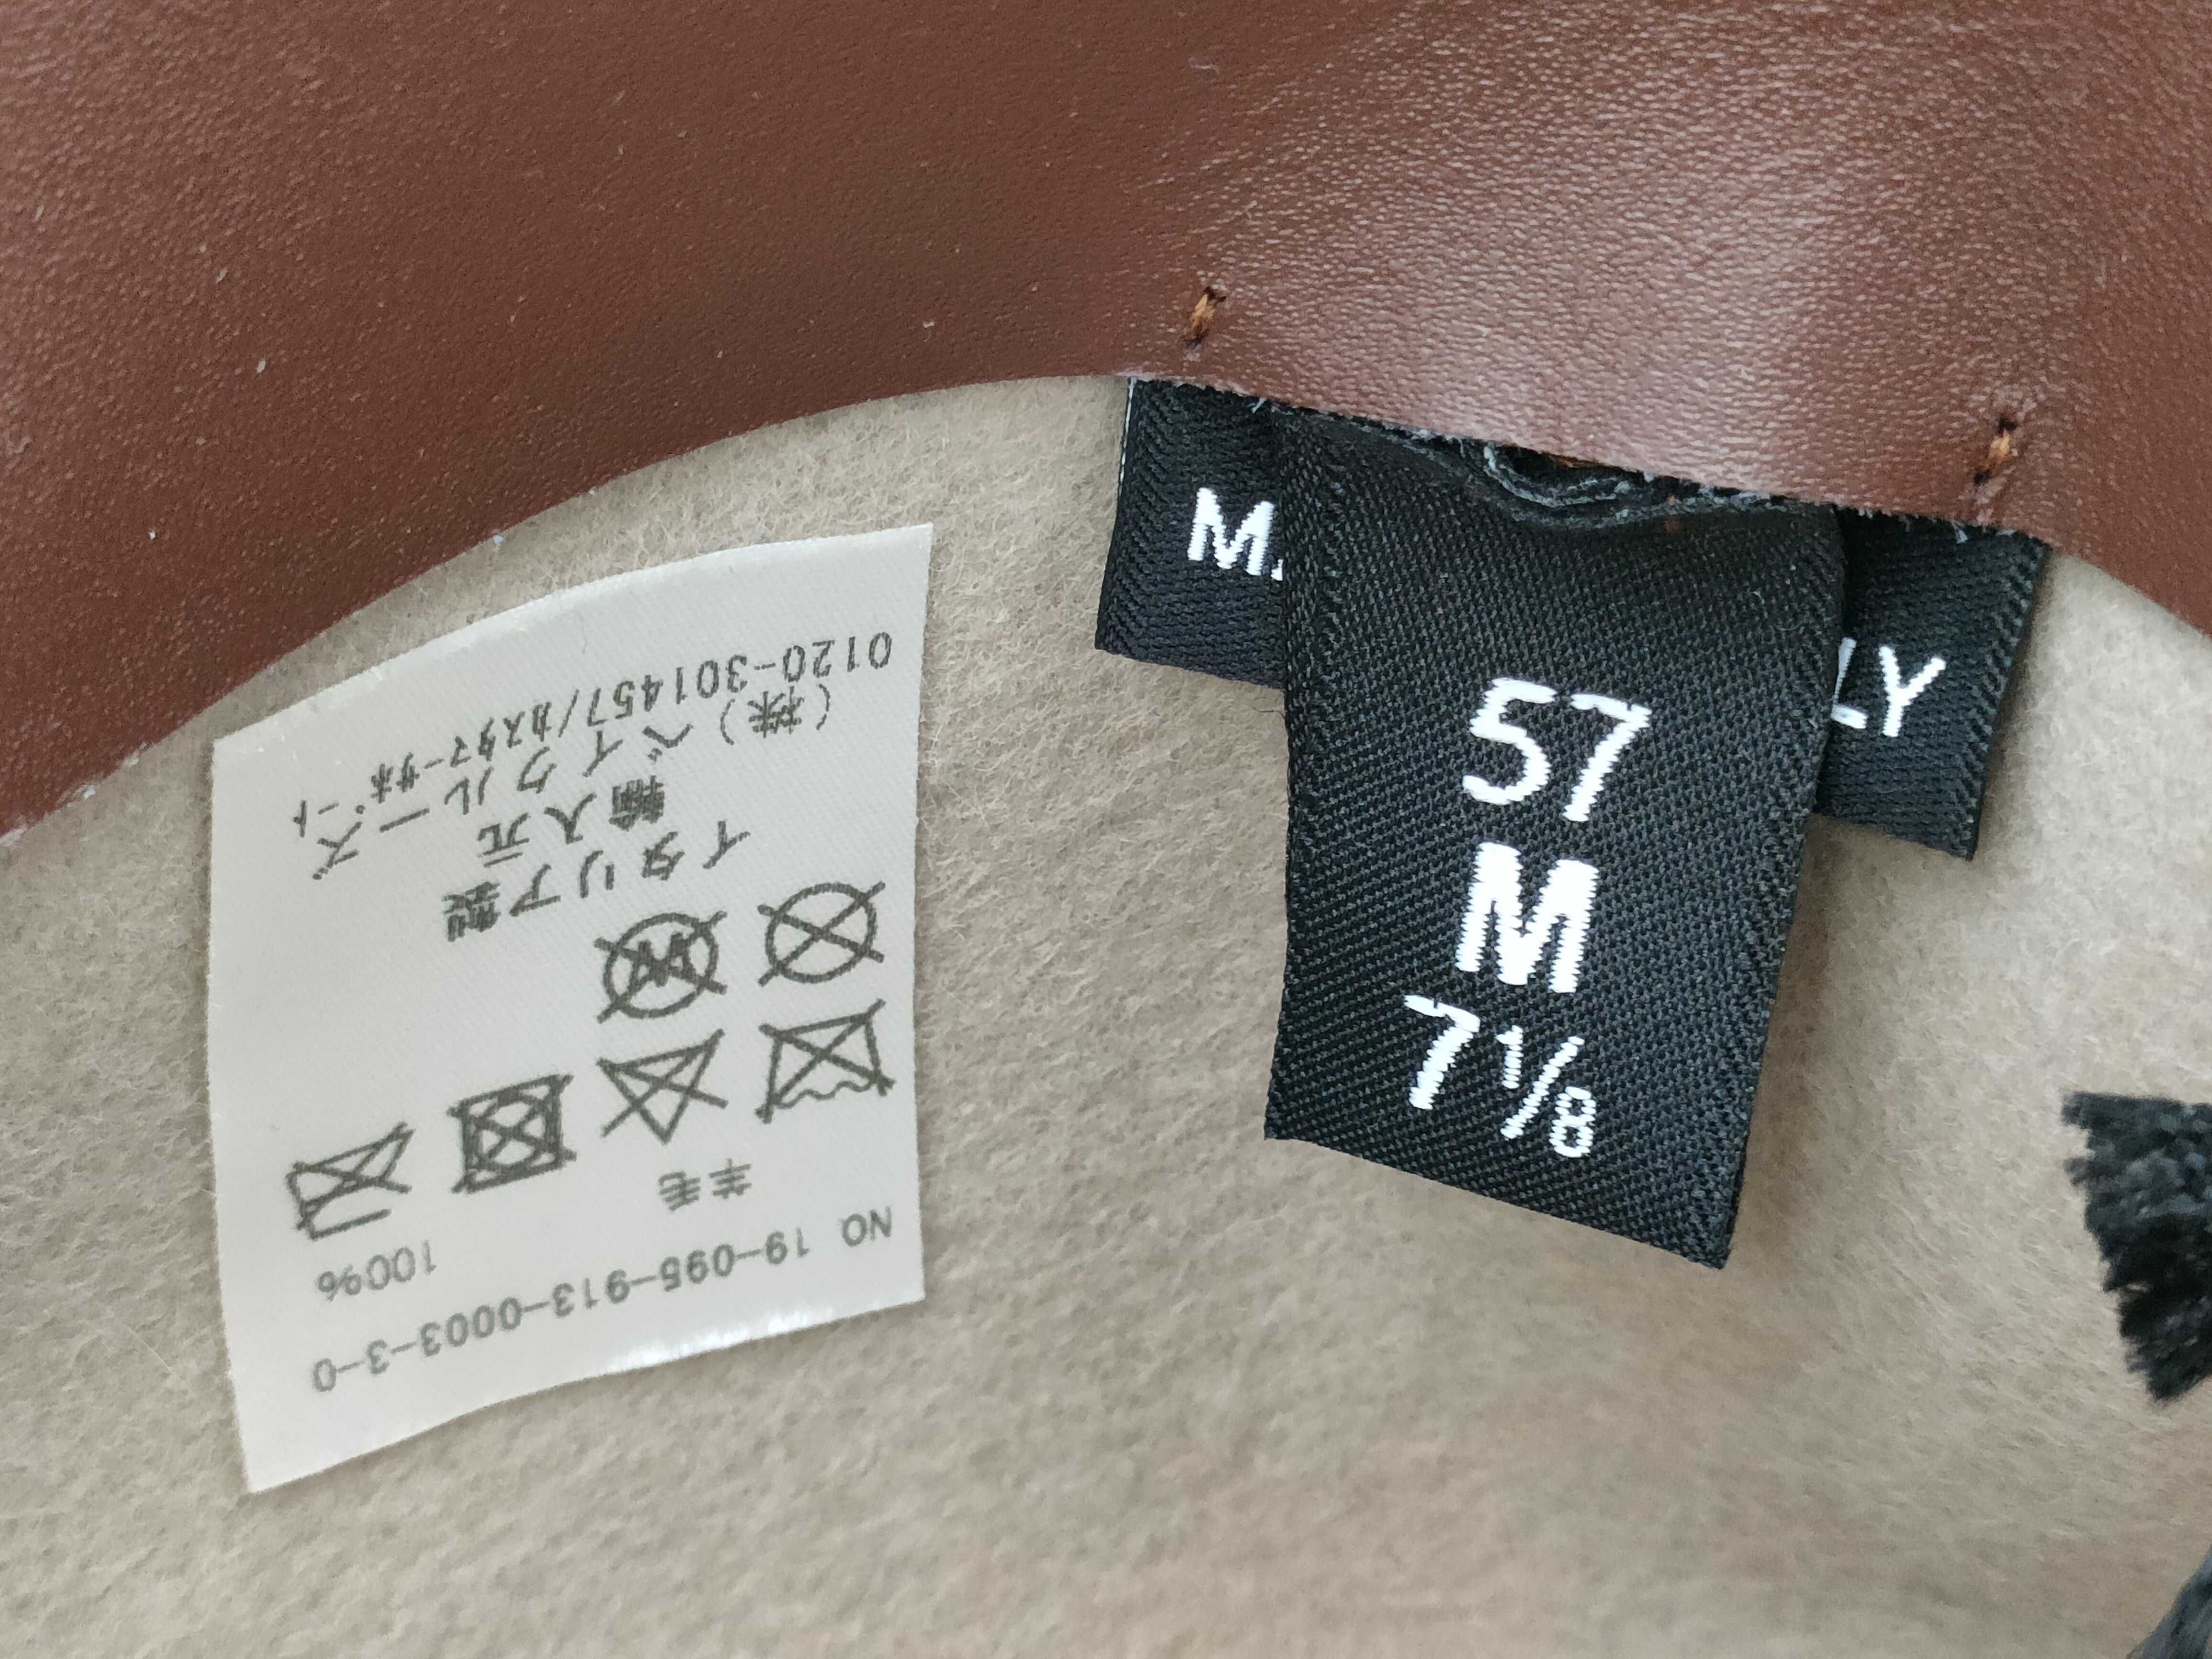 NO 19-095-913-0003-3-0
羊毛 100%
イタリア製
輸入元
(株)ベイクルーズ
0120-301457/カスタマーサポート
57
M
7 1/8
LY